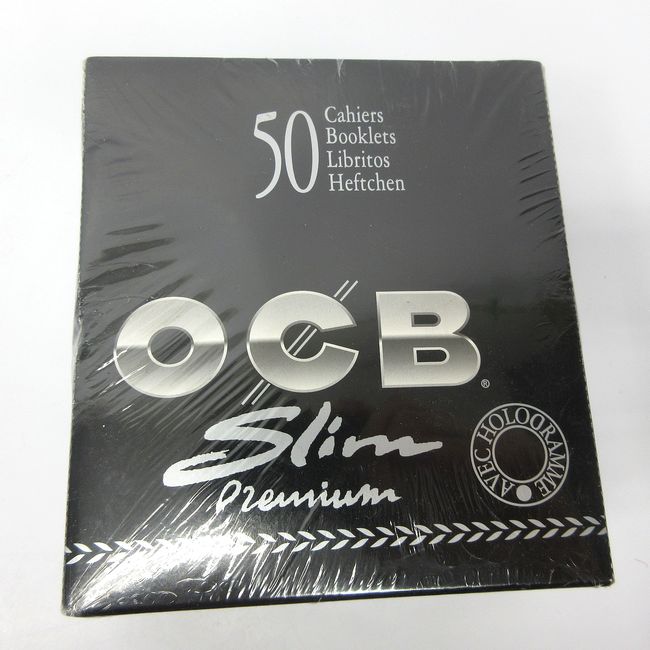 50
Cahiers
Booklets
Libritos
Heftchen
OCB®
Slim
Premium
AVEC HOLOGRAMME